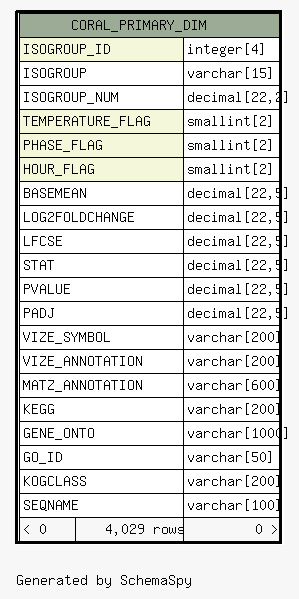 CORAL_PRIMARY_DIM
ISOGROUP_ID integer[4]
ISOGROUP varchar[15]
ISOGROUP_NUM decimal[22,2]
TEMPERATURE_FLAG smallint[2]
PHASE_FLAG smallint[2]
HOUR_FLAG smallint[2]
BASEMEAN decimal[22,5]
LOG2FOLDCHANGE decimal[22,5]
LFCSE decimal[22,5]
STAT decimal[22,5]
PVALUE decimal[22,5]
PADJ decimal[22,5]
VIZE_SYMBOL varchar[200]
VIZE_ANNOTATION varchar[200]
MATZ_ANNOTATION varchar[600]
KEGG varchar[200]
GENE_ONTO varchar[1000]
GO_ID varchar[50]
KOGCLASS varchar[200]
SEQNAME varchar[100]
< 0 4,029 rows 0 >
Generated by SchemaSpy